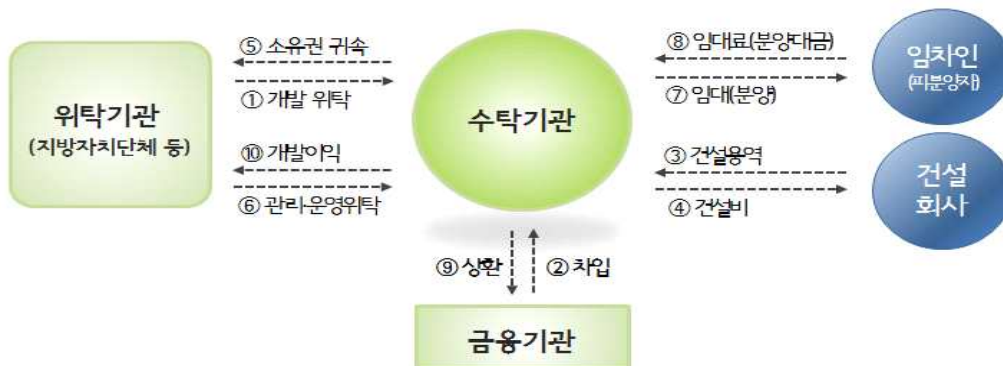 ⑤ 소유권 귀속
① 개발 위탁
위탁기관
(지방자치단체 등)
⑩ 개발이익
⑥ 관리·운영위탁
수탁기관
⑧ 임대료(분양대금)
⑦ 임대(분양)
임차인
(피분양자)
③ 건설용역
④ 건설비
건설
회사
⑨ 상환
② 차입
금융기관